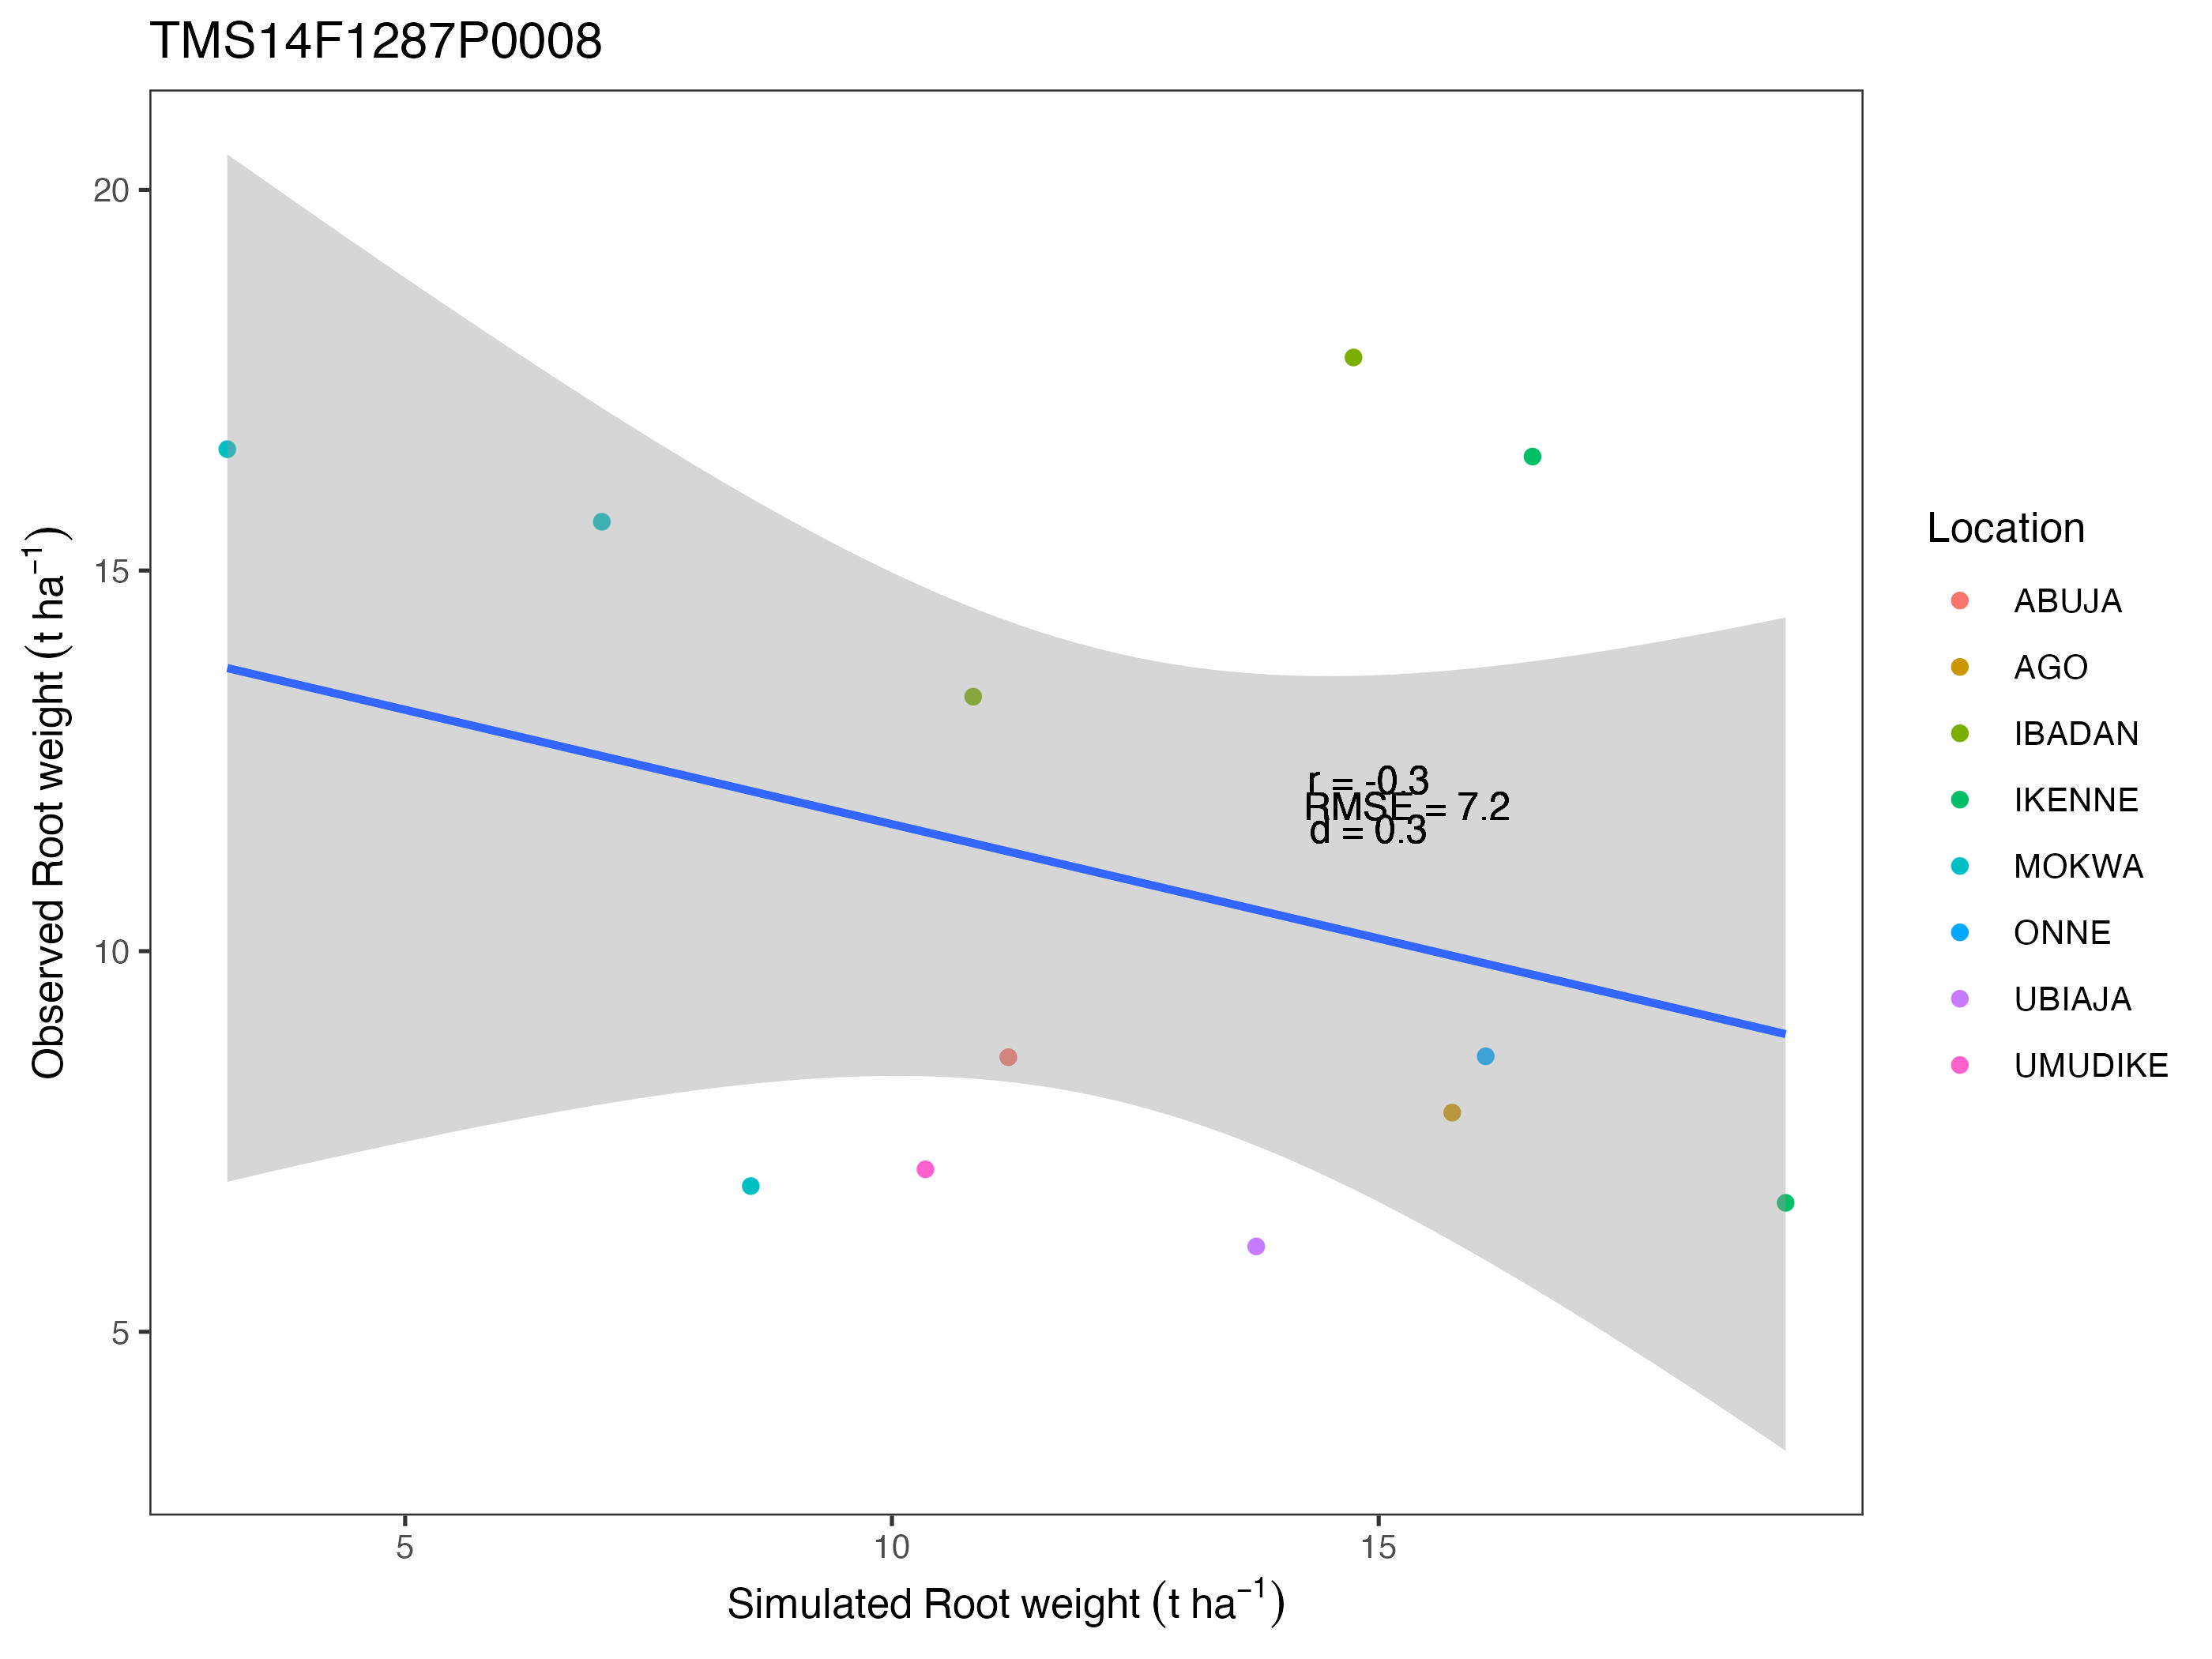 TMS14F1287P0008
Observed Root weight (t ha⁻¹)
20
15
10
5
r = -0.3
RMSE = 7.2
d = 0.3
5
10
15
Simulated Root weight (t ha⁻¹)
Location
ABUJA
AGO
IBADAN
IKENNE
MOKWA
ONNE
UBIAJA
UMUDIKE